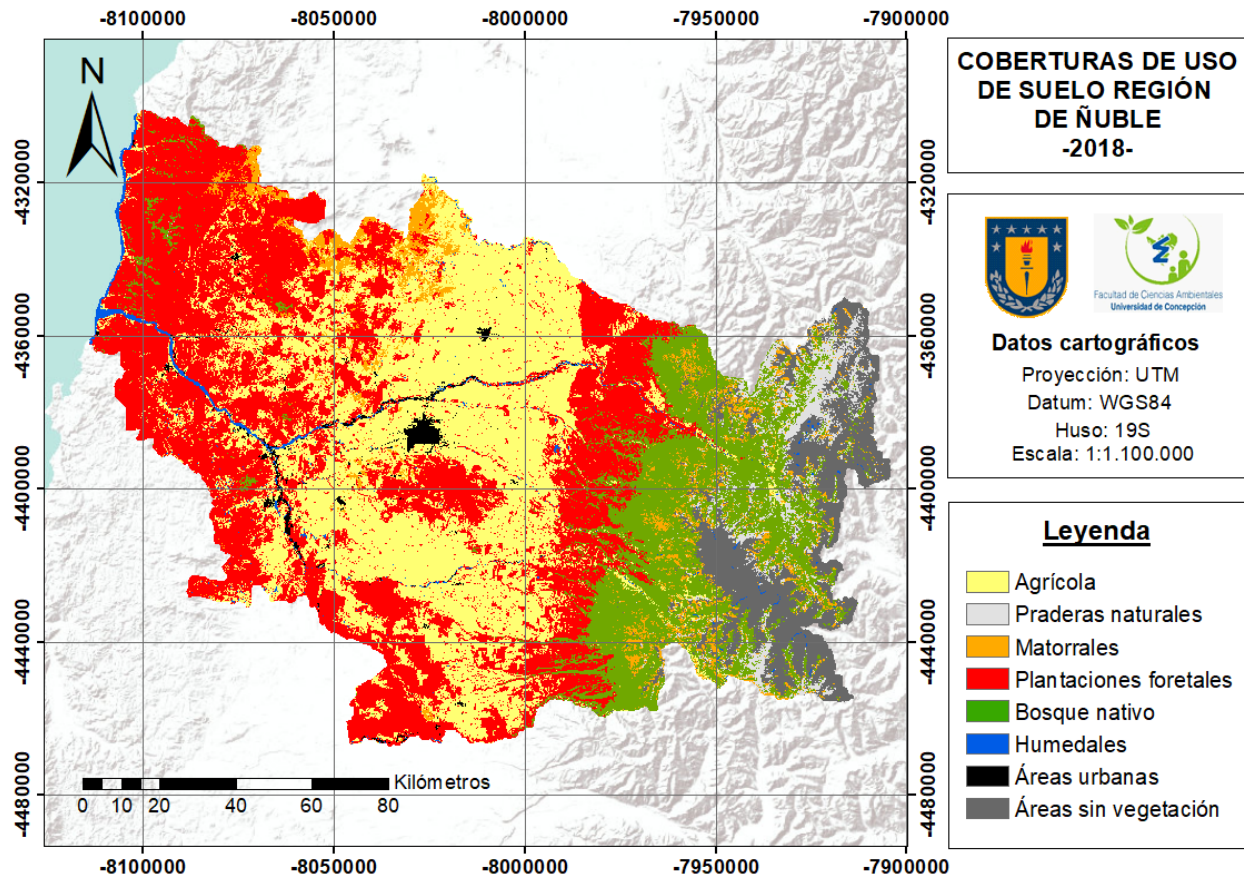 -8100000
-8050000
-8000000
-7950000
-7900000
N
-4320000
-4360000
-4400000
-4440000
-4480000
-4320000
-4360000
-4400000
-4440000
-4480000
Kilómetros
0 10 20 40 60 80
-8100000
-8050000
-8000000
-7950000
-7900000
COBERTURAS DE USO
DE SUELO REGIÓN
DE ÑUBLE
-2018-
Facultad de Ciencias Ambientales
Universidad de Concepción
Datos cartográficos
Proyección: UTM
Datum: WGS84
Huso: 19S
Escala: 1:1.100.000
Leyenda
Agrícola
Praderas naturales
Matorrales
Plantaciones foretales
Bosque nativo
Humedales
Áreas urbanas
Áreas sin vegetación